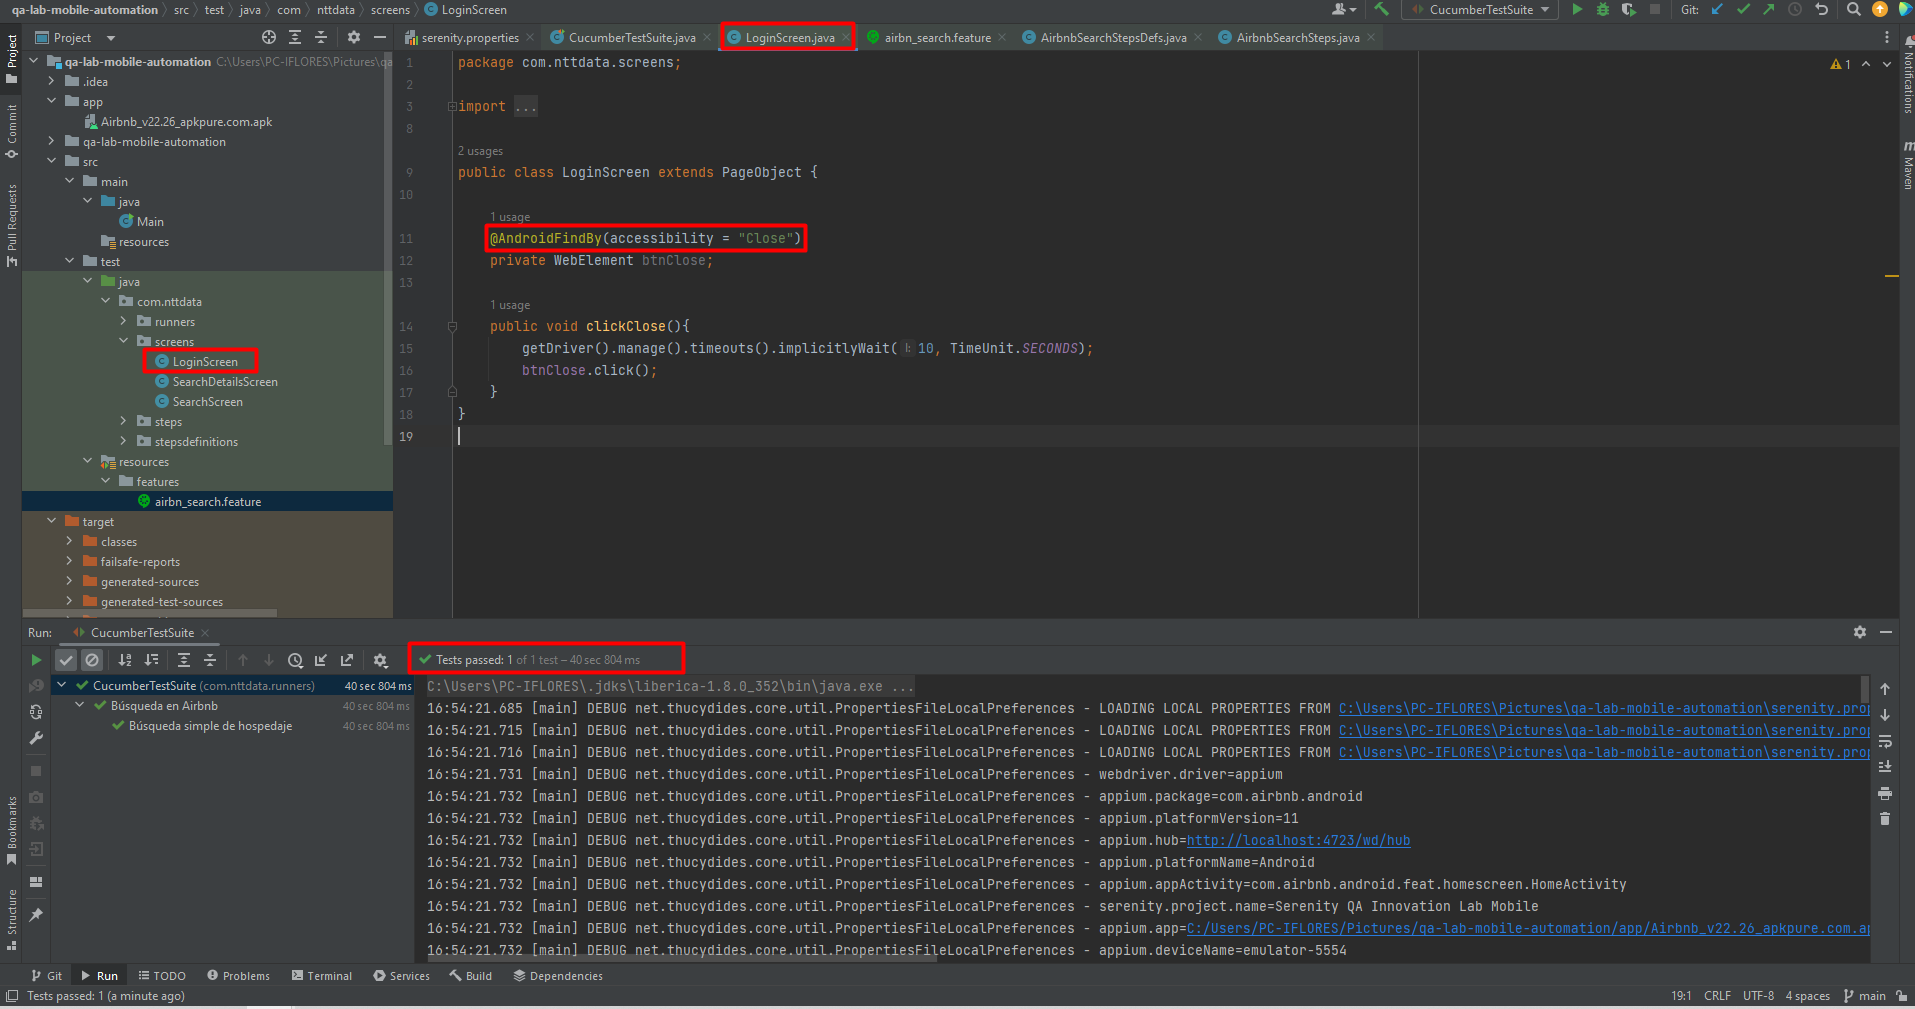 qa-lab-mobile-automation src test java com nttdata screens LoginScreen CucumberTestSuite Git:
Project serenity.properties CucumberTestSuite.java LoginScreen.java airbn_search.feature AirbnbSearchStepsDefs.java AirbnbSearchSteps.java
Project
Commit
Pull Requests
Bookmarks
Structure
Notifications
m
Maven
qa-lab-mobile-automation C:\Users\PC-IFLORES\Pictures\qa
.idea
app
Airbnb_v22.26_apkpure.com.apk
qa-lab-mobile-automation
src
main
java
Main
resources
test
java
com.nttdata
runners
screens
LoginScreen
SearchDetailsScreen
SearchScreen
steps
stepsdefinitions
resources
features
airbn_search.feature
target
classes
failsafe-reports
generated-sources
generated-test-sources
1
1 package com.nttdata.screens;
2
3 import ...
8
2 usages
9 public class LoginScreen extends PageObject {
10
1 usage
11 @AndroidFindBy(accessibility = "Close")
12 private WebElement btnClose;
13
1 usage
14 public void clickClose(){
15 getDriver().manage().timeouts().implicitlyWait( l: 10, TimeUnit.SECONDS);
16 btnClose.click();
17 }
18 }
19
Run: CucumberTestSuite
Tests passed: 1 of 1 test – 40 sec 804 ms
CucumberTestSuite (com.nttdata.runners) 40 sec 804 ms
Búsqueda en Airbnb 40 sec 804 ms
Búsqueda simple de hospedaje 40 sec 804 ms
C:\Users\PC-IFLORES\.jdks\liberica-1.8.0_352\bin\java.exe ...
16:54:21.685 [main] DEBUG net.thucydides.core.util.PropertiesFileLocalPreferences - LOADING LOCAL PROPERTIES FROM C:\Users\PC-IFLORES\Pictures\qa-lab-mobile-automation\serenity.prop
16:54:21.715 [main] DEBUG net.thucydides.core.util.PropertiesFileLocalPreferences - LOADING LOCAL PROPERTIES FROM C:\Users\PC-IFLORES\Pictures\qa-lab-mobile-automation\serenity.prop
16:54:21.716 [main] DEBUG net.thucydides.core.util.PropertiesFileLocalPreferences - LOADING LOCAL PROPERTIES FROM C:\Users\PC-IFLORES\Pictures\qa-lab-mobile-automation\serenity.prop
16:54:21.731 [main] DEBUG net.thucydides.core.util.PropertiesFileLocalPreferences - webdriver.driver=appium
16:54:21.732 [main] DEBUG net.thucydides.core.util.PropertiesFileLocalPreferences - appium.package=com.airbnb.android
16:54:21.732 [main] DEBUG net.thucydides.core.util.PropertiesFileLocalPreferences - appium.platformVersion=11
16:54:21.732 [main] DEBUG net.thucydides.core.util.PropertiesFileLocalPreferences - appium.hub=http://localhost:4723/wd/hub
16:54:21.732 [main] DEBUG net.thucydides.core.util.PropertiesFileLocalPreferences - appium.platformName=Android
16:54:21.732 [main] DEBUG net.thucydides.core.util.PropertiesFileLocalPreferences - appium.appActivity=com.airbnb.android.feat.homescreen.HomeActivity
16:54:21.732 [main] DEBUG net.thucydides.core.util.PropertiesFileLocalPreferences - serenity.project.name=Serenity QA Innovation Lab Mobile
16:54:21.732 [main] DEBUG net.thucydides.core.util.PropertiesFileLocalPreferences - appium.app=C:/Users/PC-IFLORES/Pictures/qa-lab-mobile-automation/app/Airbnb_v22.26_apkpure.com.ap
16:54:21.732 [main] DEBUG net.thucydides.core.util.PropertiesFileLocalPreferences - appium.deviceName=emulator-5554
Git Run TODO Problems Terminal Services Build Dependencies
Tests passed: 1 (a minute ago) 19:1 CRLF UTF-8 4 spaces main